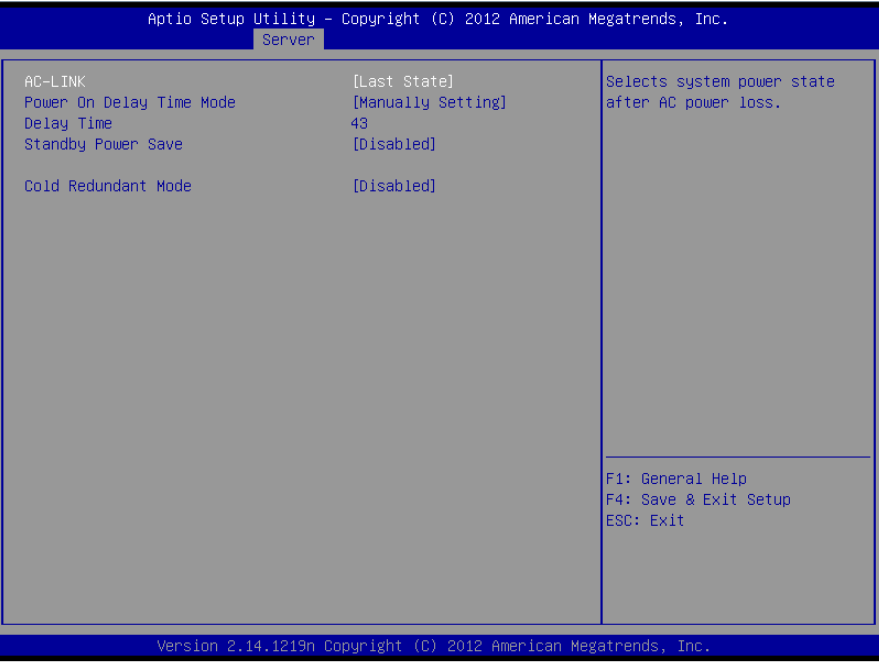 Aptio Setup Utility – Copyright (C) 2012 American Megatrends, Inc.
Server
AC-LINK [Last State]
Power On Delay Time Mode [Manually Setting]
Delay Time 43
Standby Power Save [Disabled]
Cold Redundant Mode [Disabled]
Selects system power state
after AC power loss.
F1: General Help
F4: Save & Exit Setup
ESC: Exit
Version 2.14.1219n Copyright (C) 2012 American Megatrends, Inc.